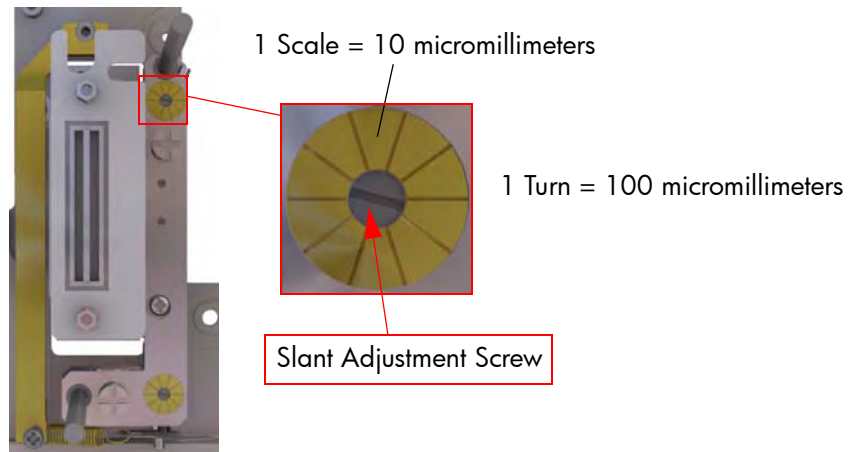 1 Scale = 10 micromillimeters
1 Turn = 100 micromillimeters
Slant Adjustment Screw